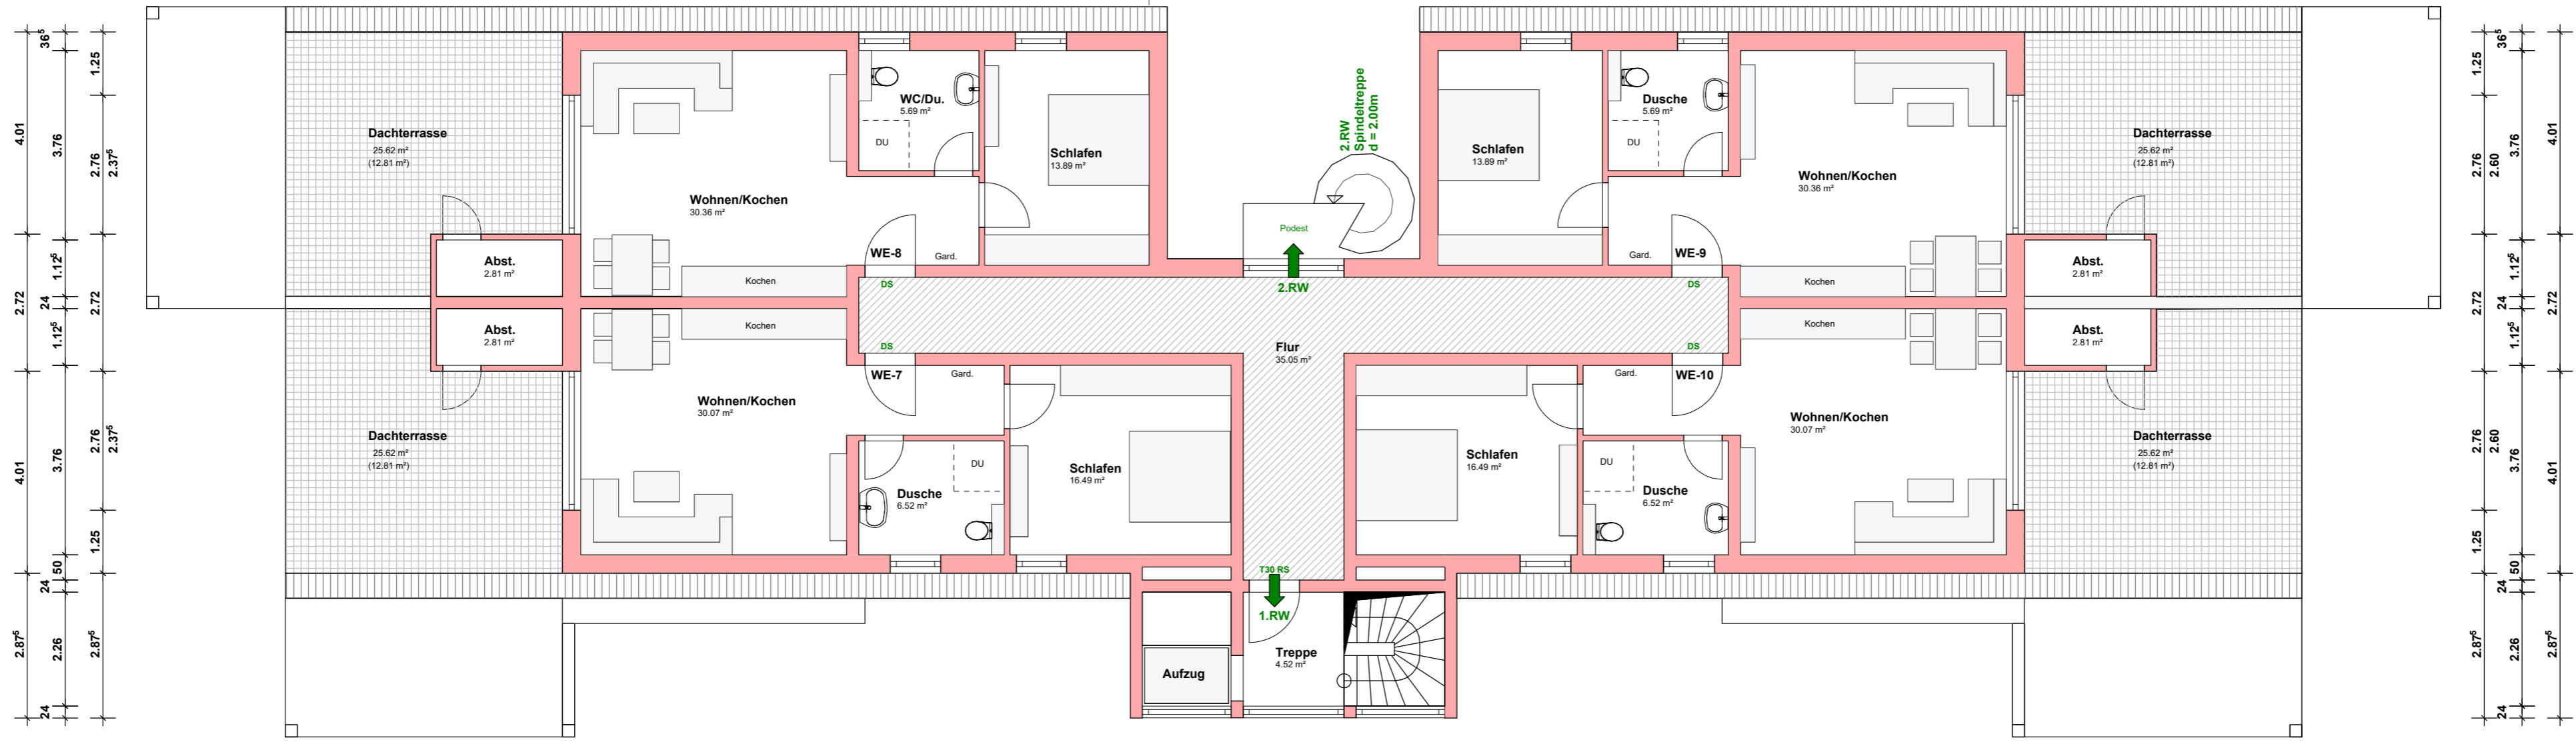 36⁵
4.01
2.72
4.01
2.87⁵
3.76
1.12⁵
24
1.12⁵
3.76
50
24
2.26
24
1.25
2.76
2.37⁵
2.72
2.76
2.37⁵
1.25
2.87⁵
Dachterrasse
25.62 m²
(12.81 m²)
Abst.
2.81 m²
Abst.
2.81 m²
Dachterrasse
25.62 m²
(12.81 m²)
Wohnen/Kochen
30.36 m²
Kochen
WC/Du.
5.69 m²
DU
Schlafen
13.89 m²
WE-8
Gard.
DS
Kochen
DS
WE-7
Gard.
Wohnen/Kochen
30.07 m²
Dusche
6.52 m²
DU
Schlafen
16.49 m²
2.RW
Spindeltreppe
d = 2.00m
Podest
2.RW
Flur
35.05 m²
T30 RS
1.RW
Treppe
4.52 m²
Aufzug
Schlafen
13.89 m²
Dusche
5.69 m²
DU
Wohnen/Kochen
30.36 m²
Gard.
WE-9
DS
Kochen
DS
Kochen
Gard.
WE-10
Wohnen/Kochen
30.07 m²
Schlafen
16.49 m²
DU
Dusche
6.52 m²
Dachterrasse
25.62 m²
(12.81 m²)
Abst.
2.81 m²
Abst.
2.81 m²
Dachterrasse
25.62 m²
(12.81 m²)
1.25
2.76
2.60
2.72
2.76
2.60
1.25
2.87⁵
36⁵
3.76
1.12⁵
24
1.12⁵
3.76
50
24
2.26
24
4.01
2.72
4.01
2.87⁵